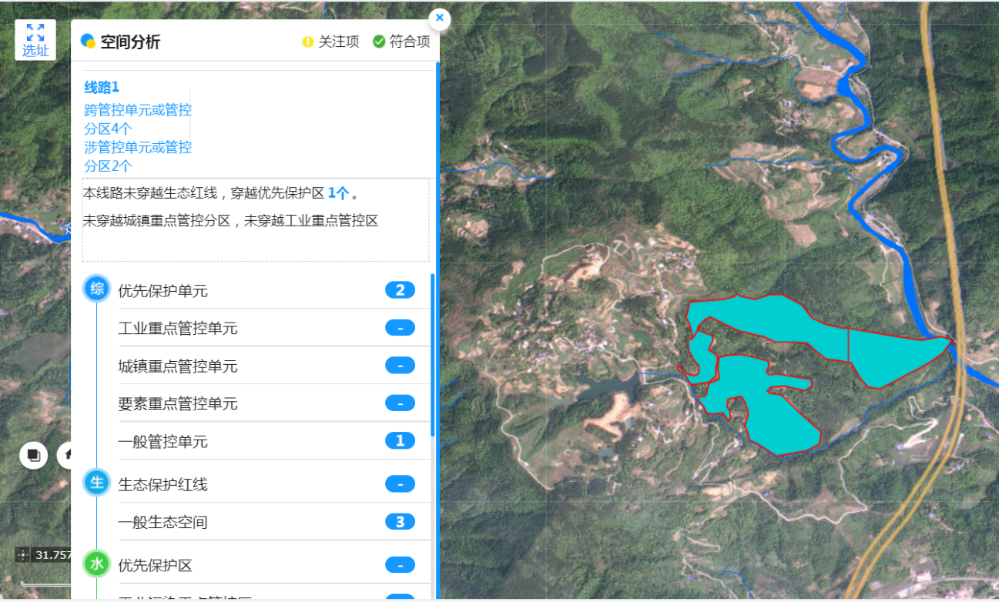 选址
空间分析
关注项
符合项
线路1
跨管控单元或管控
分区4个
涉管控单元或管控
分区2个
本线路未穿越生态红线，穿越优先保护区 1个 。
未穿越城镇重点管控分区，未穿越工业重点管控区
综 优先保护单元 2
工业重点管控单元 -
城镇重点管控单元 -
要素重点管控单元 -
一般管控单元 1
生 生态保护红线 -
一般生态空间 3
水 优先保护区 -
31.757